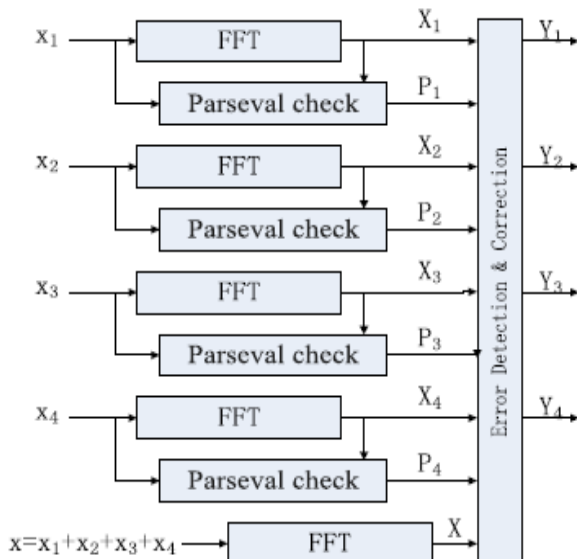 x₁ FFT X₁ Y₁
Parseval check P₁
x₂ FFT X₂ Y₂
Parseval check P₂
x₃ FFT X₃ Y₃
Parseval check P₃
x₄ FFT X₄ Y₄
Parseval check P₄
x=x₁+x₂+x₃+x₄ FFT X
Error Detection & Correction